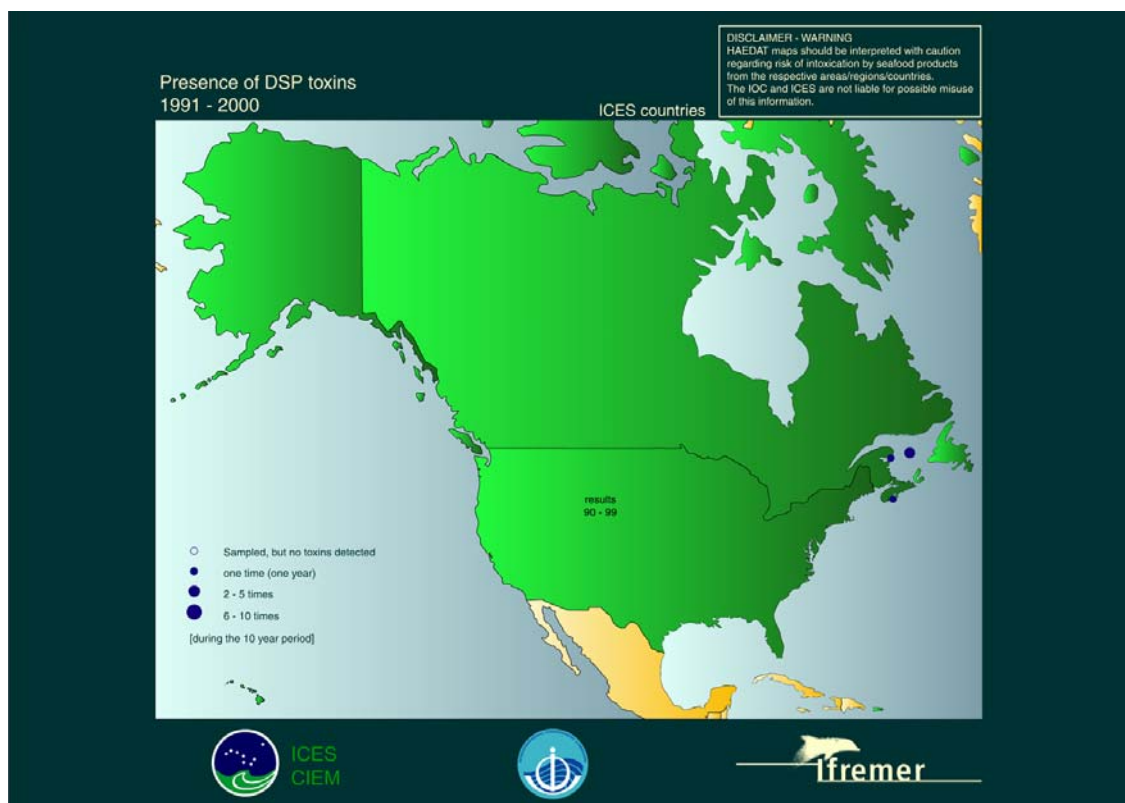 DISCLAIMER - WARNING
HAEDAT maps should be interpreted with caution
regarding risk of intoxication by seafood products
from the respective areas/regions/countries.
The IOC and ICES are not liable for possible misuse
of this information.
Presence of DSP toxins
1991 - 2000
ICES countries
results
90 - 99
Sampled, but no toxins detected
one time (one year)
2 - 5 times
6 - 10 times
[during the 10 year period]
ICES
CIEM
Ifremer